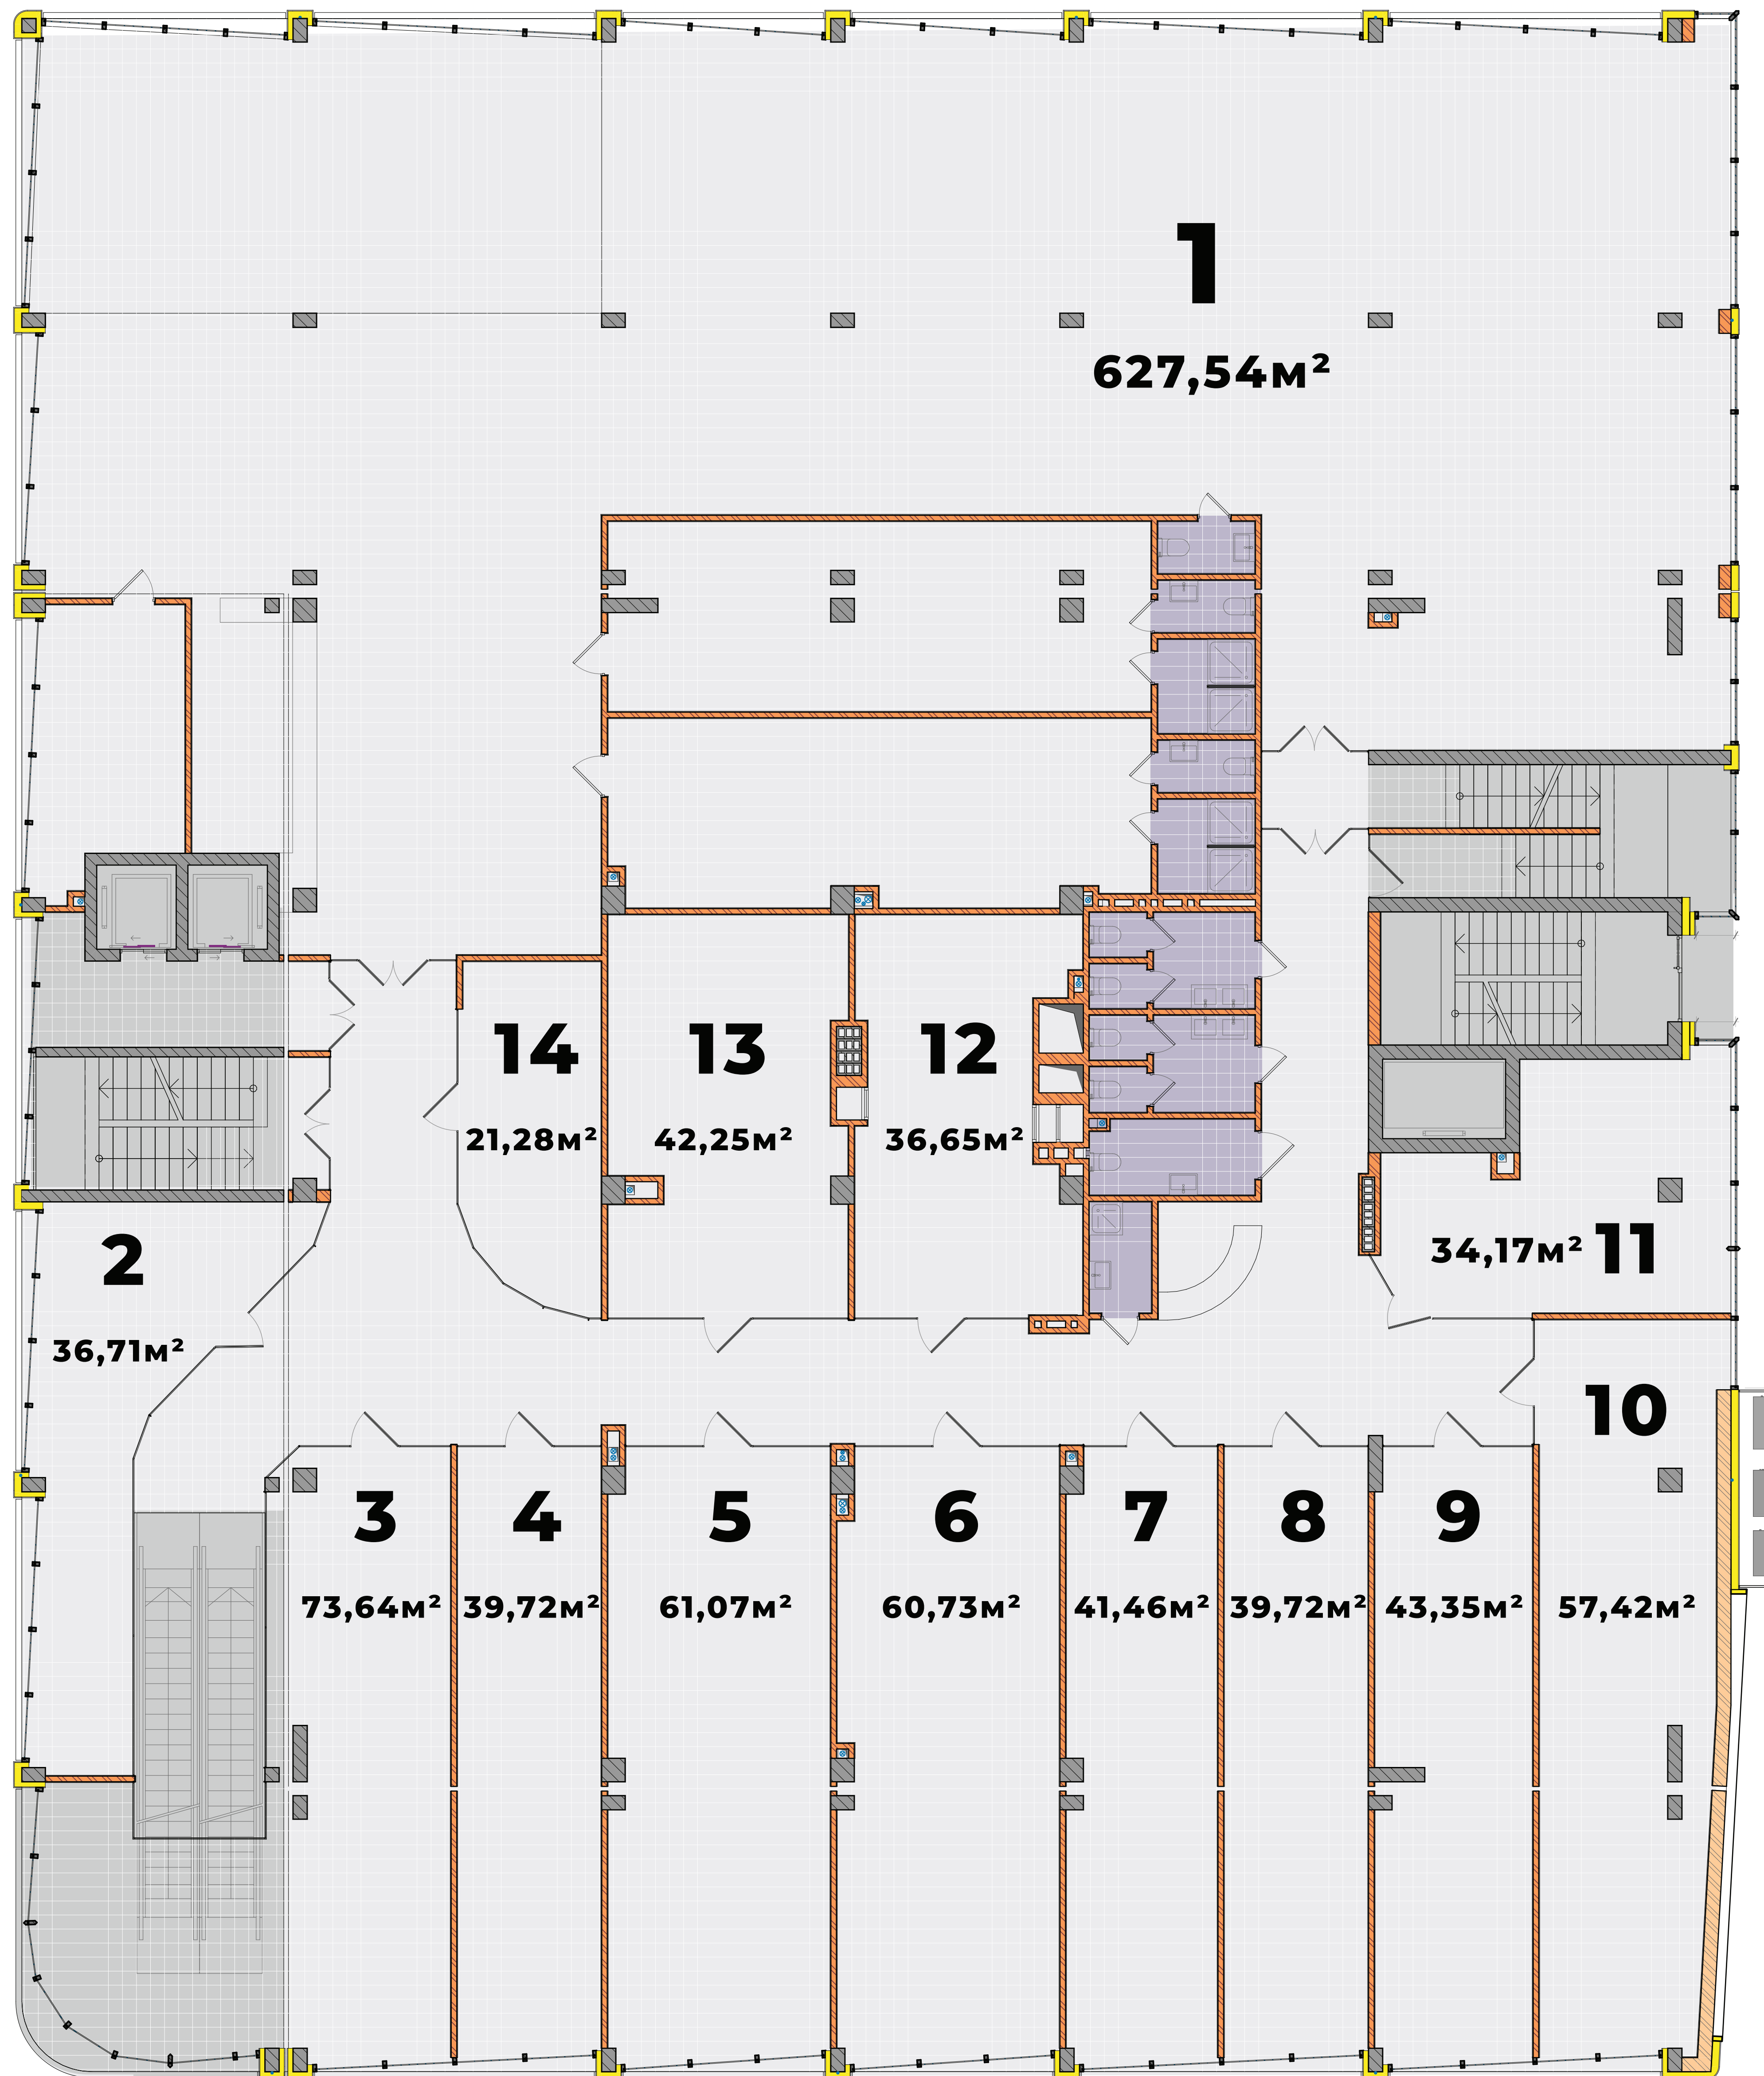 1
627,54м²
14
13
12
21,28м²
42,25м²
36,65м²
2
36,71м²
34,17м² 11
10
3
4
5
6
7
8
9
73,64м²
39,72м²
61,07м²
60,73м²
41,46м²
39,72м²
43,35м²
57,42м²